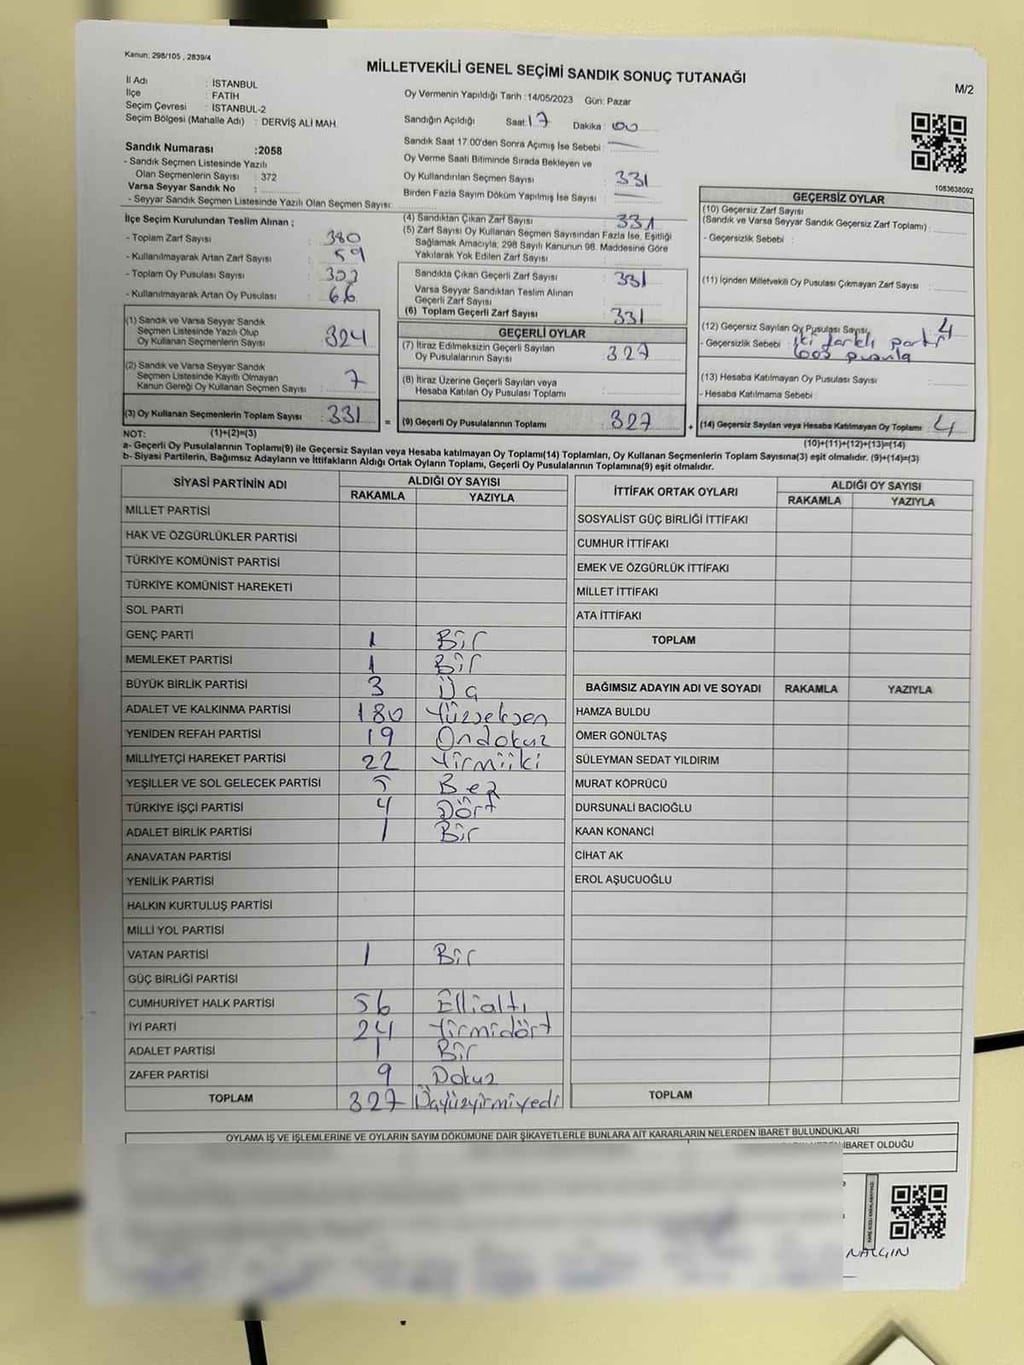 Kanun: 298/105 , 2839/4
MİLLETVEKİLİ GENEL SEÇİMİ SANDIK SONUÇ TUTANAĞI
M/2
İl Adı : İSTANBUL
İlçe : FATİH
Seçim Çevresi : İSTANBUL-2
Seçim Bölgesi (Mahalle Adı) : DERVİŞ ALİ MAH.
Oy Vermenin Yapıldığı Tarih :14/05/2023 Gün: Pazar
Sandığın Açıldığı Saat: 17 Dakika : 00
Sandık Saat 17.00'den Sonra Açımış İse Sebebi :
Oy Verme Saati Bitiminde Sırada Bekleyen ve
Oy Kullandırılan Seçmen Sayısı : 331
Birden Fazla Sayım Döküm Yapılmış İse Sayısı :
Sandık Numarası :2058
- Sandık Seçmen Listesinde Yazılı
Olan Seçmenlerin Sayısı : 372
Varsa Seyyar Sandık No :
- Seyyar Sandık Seçmen Listesinde Yazılı Olan Seçmen Sayısı:
1083638092
İlçe Seçim Kurulundan Teslim Alınan ;
- Toplam Zarf Sayısı : 380
- Kullanılmayarak Artan Zarf Sayısı : 59
- Toplam Oy Pusulası Sayısı :
- Kullanılmayarak Artan Oy Pusulası : 66
(1) Sandık ve Varsa Seyyar Sandık
Seçmen Listesinde Yazılı Olup
Oy Kullanan Seçmenlerin Sayısı : 324
(2) Sandık ve Varsa Seyyar Sandık
Seçmen Listesinde Kayıtlı Olmayan
Kanun Gereği Oy Kullanan Seçmen Sayısı : 7
(3) Oy Kullanan Seçmenlerin Toplam Sayısı : 331 =
(4) Sandıktan Çıkan Zarf Sayısı : 331
(5) Zarf Sayısı Oy Kullanan Seçmen Sayısından Fazla İse, Eşitliği
Sağlamak Amacıyla, 298 Sayılı Kanunun 98. Maddesine Göre
Yakılarak Yok Edilen Zarf Sayısı :
Sandıkta Çıkan Geçerli Zarf Sayısı : 331
Varsa Seyyar Sandıktan Teslim Alınan
Geçerli Zarf Sayısı :
(6) Toplam Geçerli Zarf Sayısı : 331
GEÇERLİ OYLAR
(7) İtiraz Edilmeksizin Geçerli Sayılan
Oy Pusulalarının Sayısı : 327
(8) İtiraz Üzerine Geçerli Sayılan veya
Hesaba Katılan Oy Pusulası Toplamı :
(9) Geçerli Oy Pusulalarının Toplamı : 327 +
GEÇERSİZ OYLAR
(10) Geçersiz Zarf Sayısı
(Sandık ve Varsa Seyyar Sandık Geçersiz Zarf Toplamı) :
- Geçersizlik Sebebi :
(11) İçinden Milletvekili Oy Pusulası Çıkmayan Zarf Sayısı :
(12) Geçersiz Sayılan Oy Pusulası Sayısı : 4
- Geçersizlik Sebebi : iki farklı parti
pusula
(13) Hesaba Katılmayan Oy Pusulası Sayısı :
- Hesaba Katılmama Sebebi :
(14) Geçersiz Sayılan veya Hesaba Katılmayan Oy Toplamı : 4
NOT: (1)+(2)=(3) (10)+(11)+(12)+(13)=(14)
a- Geçerli Oy Pusulalarının Toplamı(9) ile Geçersiz Sayılan veya Hesaba katılmayan Oy Toplamı(14) Toplamları, Oy Kullanan Seçmenlerin Toplam Sayısına(3) eşit olmalıdır. (9)+(14)=(3)
b- Siyasi Partilerin, Bağımsız Adayların ve İttifakların Aldığı Ortak Oyların Toplamı, Geçerli Oy Pusulalarının Toplamına(9) eşit olmalıdır.
SİYASİ PARTİNİN ADI ALDIĞI OY SAYISI
RAKAMLA YAZIYLA
MİLLET PARTİSİ
HAK VE ÖZGÜRLÜKLER PARTİSİ
TÜRKİYE KOMÜNİST PARTİSİ
TÜRKİYE KOMÜNİST HAREKETİ
SOL PARTİ
GENÇ PARTİ 1 Bir
MEMLEKET PARTİSİ 1 Bir
BÜYÜK BİRLİK PARTİSİ 3 Üç
ADALET VE KALKINMA PARTİSİ 180 Yüzseksen
YENİDEN REFAH PARTİSİ 19 Ondokuz
MİLLİYETÇİ HAREKET PARTİSİ 22 Yirmiiki
YEŞİLLER VE SOL GELECEK PARTİSİ 5 Beş
TÜRKİYE İŞÇİ PARTİSİ 4 Dört
ADALET BİRLİK PARTİSİ 1 Bir
ANAVATAN PARTİSİ
YENİLİK PARTİSİ
HALKIN KURTULUŞ PARTİSİ
MİLLİ YOL PARTİSİ
VATAN PARTİSİ 1 Bir
GÜÇ BİRLİĞİ PARTİSİ
CUMHURİYET HALK PARTİSİ 56 Ellialtı
İYİ PARTİ 24 Yirmidört
ADALET PARTİSİ 1 Bir
ZAFER PARTİSİ 9 Dokuz
TOPLAM 327 Üçyüzyirmiyedi
İTTİFAK ORTAK OYLARI ALDIĞI OY SAYISI
RAKAMLA YAZIYLA
SOSYALİST GÜÇ BİRLİĞİ İTTİFAKI
CUMHUR İTTİFAKI
EMEK VE ÖZGÜRLÜK İTTİFAKI
MİLLET İTTİFAKI
ATA İTTİFAKI
TOPLAM
BAĞIMSIZ ADAYIN ADI VE SOYADI RAKAMLA YAZIYLA
HAMZA BULDU
ÖMER GÖNÜLTAŞ
SÜLEYMAN SEDAT YILDIRIM
MURAT KÖPRÜCÜ
DURSUNALİ BACIOĞLU
KAAN KONANCİ
CİHAT AK
EROL AŞUCUOĞLU
TOPLAM
OYLAMA İŞ VE İŞLEMLERİNE VE OYLARIN SAYIM DÖKÜMÜNE DAİR ŞİKAYETLERLE BUNLARA AİT KARARLARIN NELERDEN İBARET BULUNDUKLARI
İBARET OLDUĞU
NALGIN